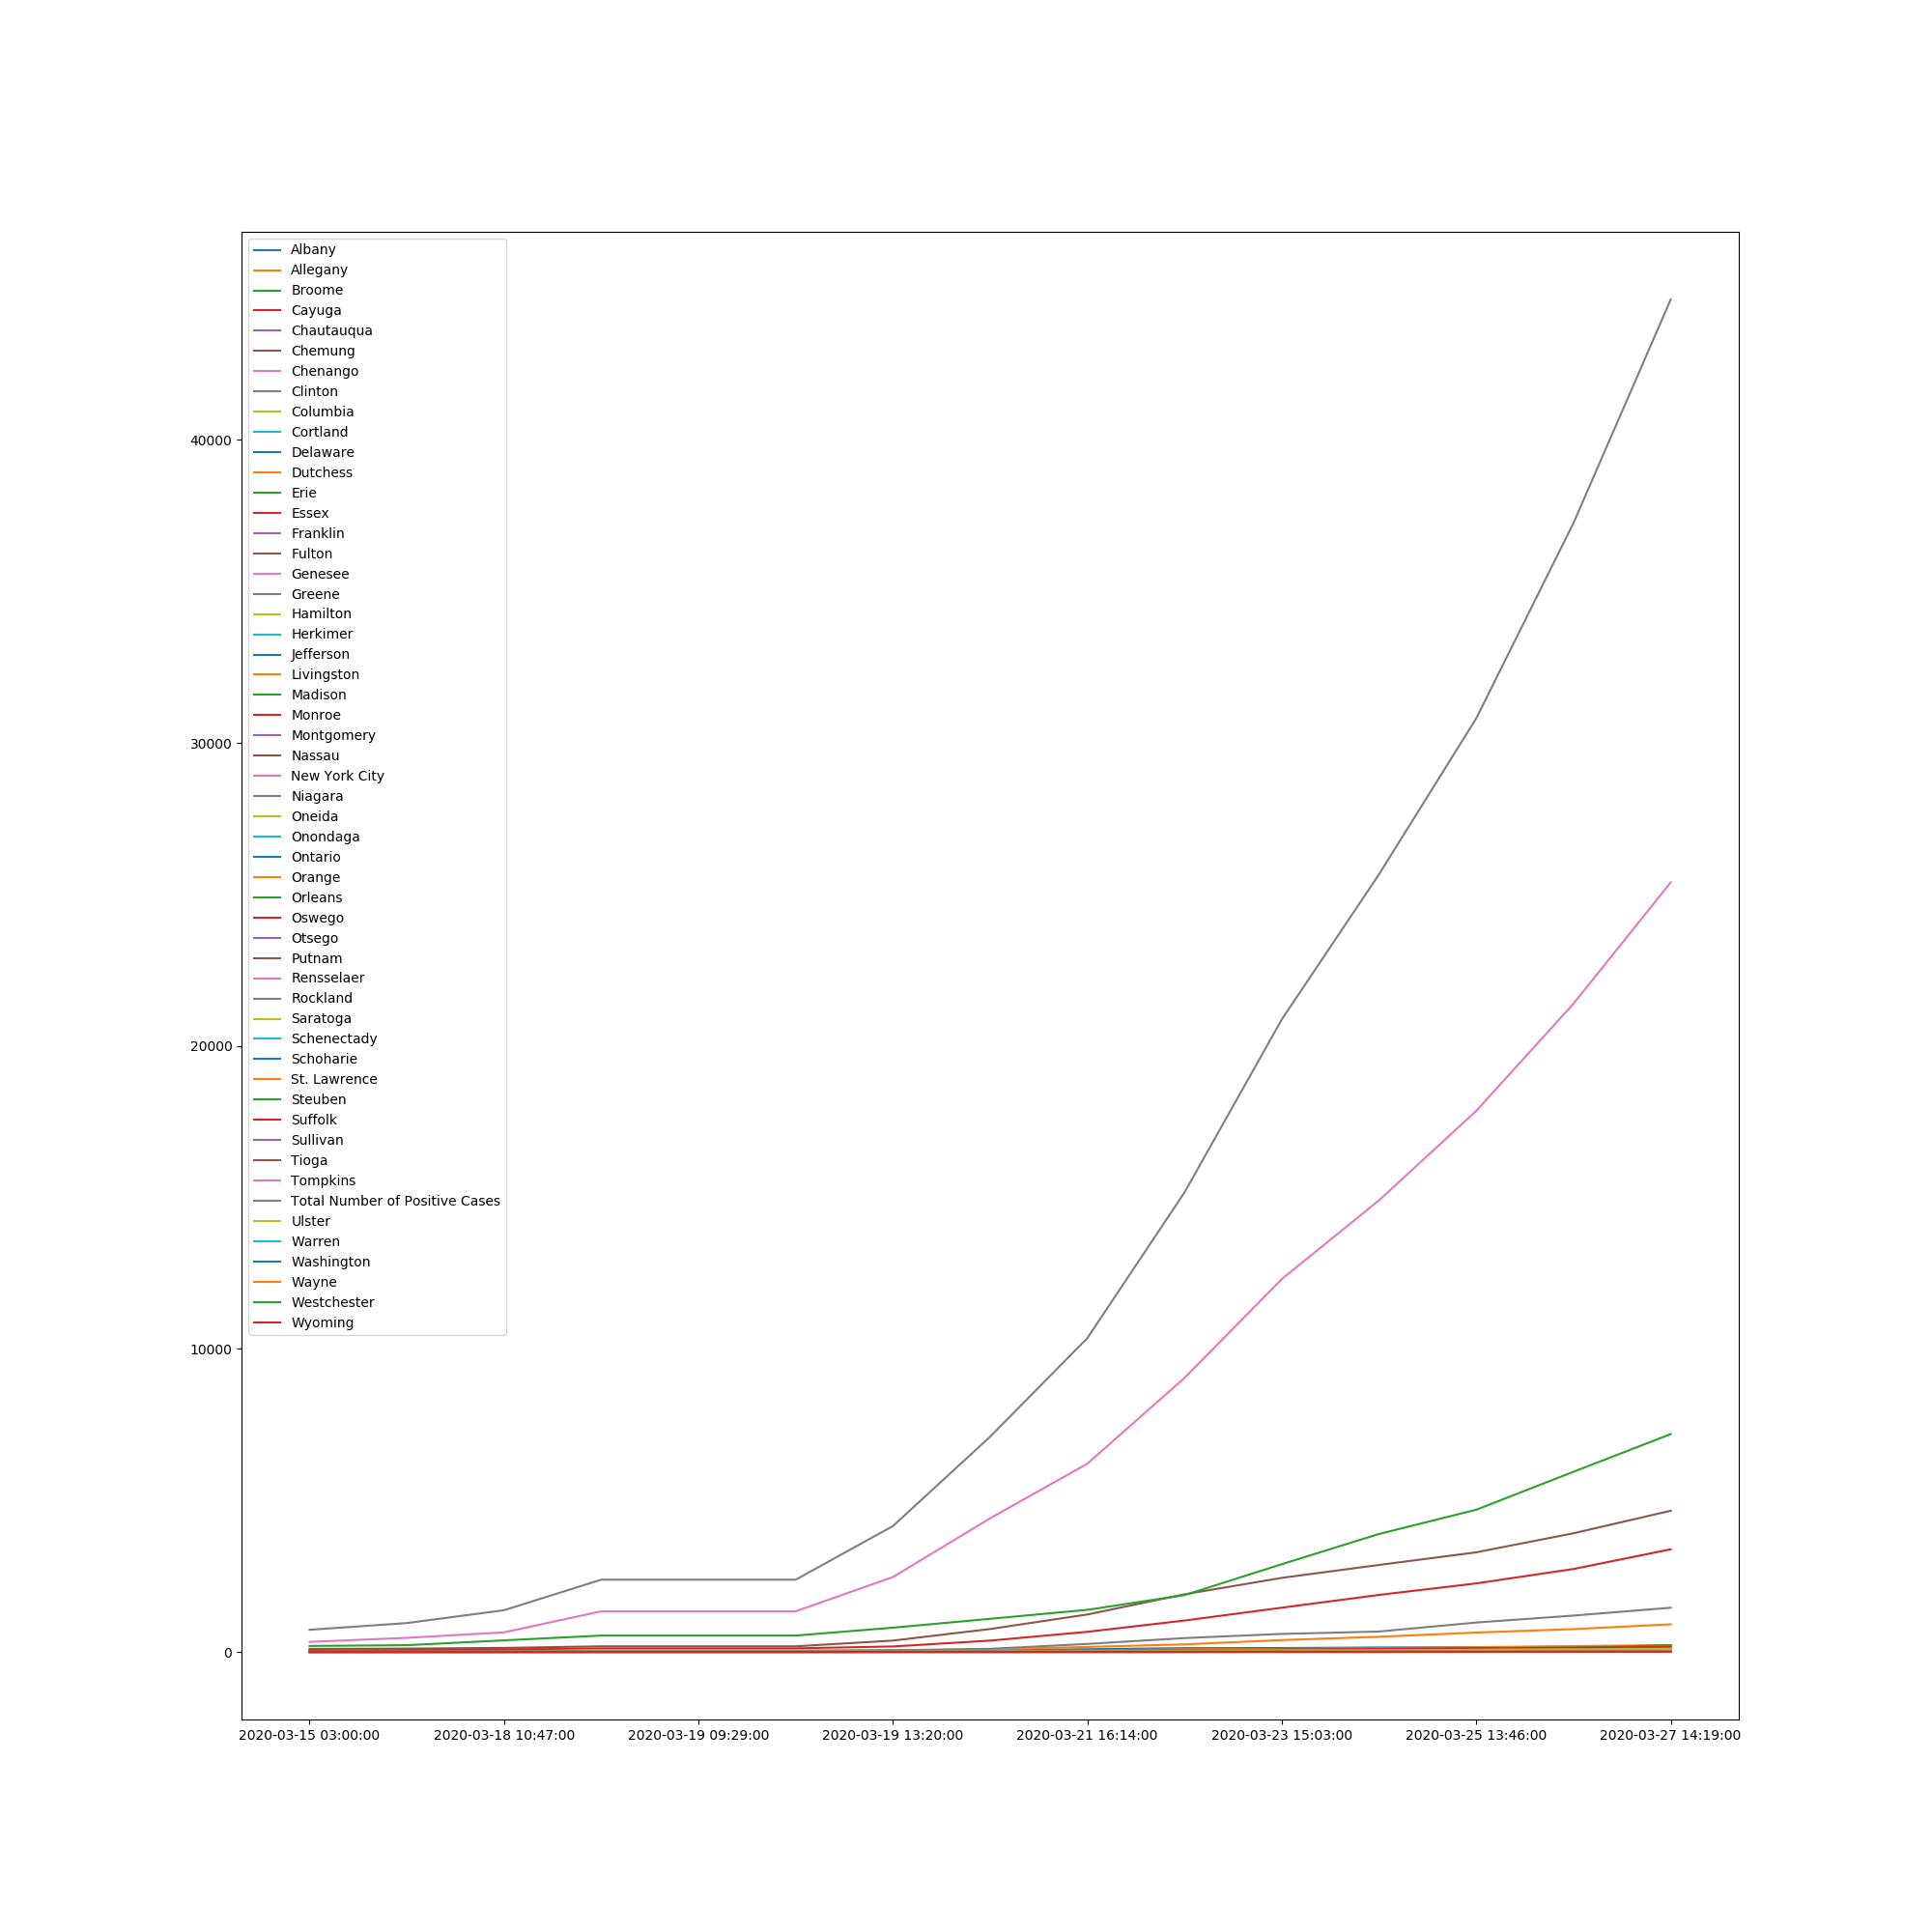 Albany
Allegany
Broome
Cayuga
Chautauqua
Chemung
Chenango
Clinton
Columbia
Cortland
Delaware
Dutchess
Erie
Essex
Franklin
Fulton
Genesee
Greene
Hamilton
Herkimer
Jefferson
Livingston
Madison
Monroe
Montgomery
Nassau
New York City
Niagara
Oneida
Onondaga
Ontario
Orange
Orleans
Oswego
Otsego
Putnam
Rensselaer
Rockland
Saratoga
Schenectady
Schoharie
St. Lawrence
Steuben
Suffolk
Sullivan
Tioga
Tompkins
Total Number of Positive Cases
Ulster
Warren
Washington
Wayne
Westchester
Wyoming
40000
30000
20000
10000
0
2020-03-15 03:00:00 2020-03-18 10:47:00 2020-03-19 09:29:00 2020-03-19 13:20:00 2020-03-21 16:14:00 2020-03-23 15:03:00 2020-03-25 13:46:00 2020-03-27 14:19:00